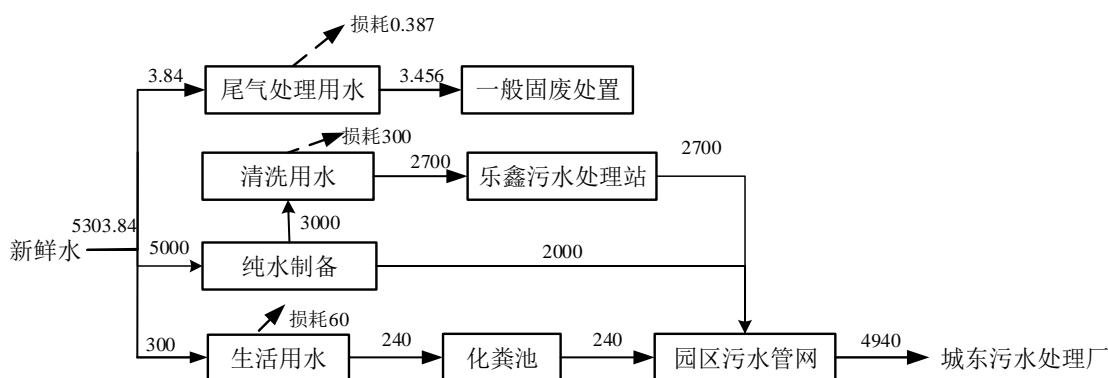 损耗0.387
3.84
尾气处理用水
3.456
一般固废处置
损耗300
清洗用水
2700
乐鑫污水处理站
2700
5303.84
新鲜水
3000
5000
纯水制备
2000
损耗60
300
生活用水
240
化粪池
240
园区污水管网
4940
城东污水处理厂